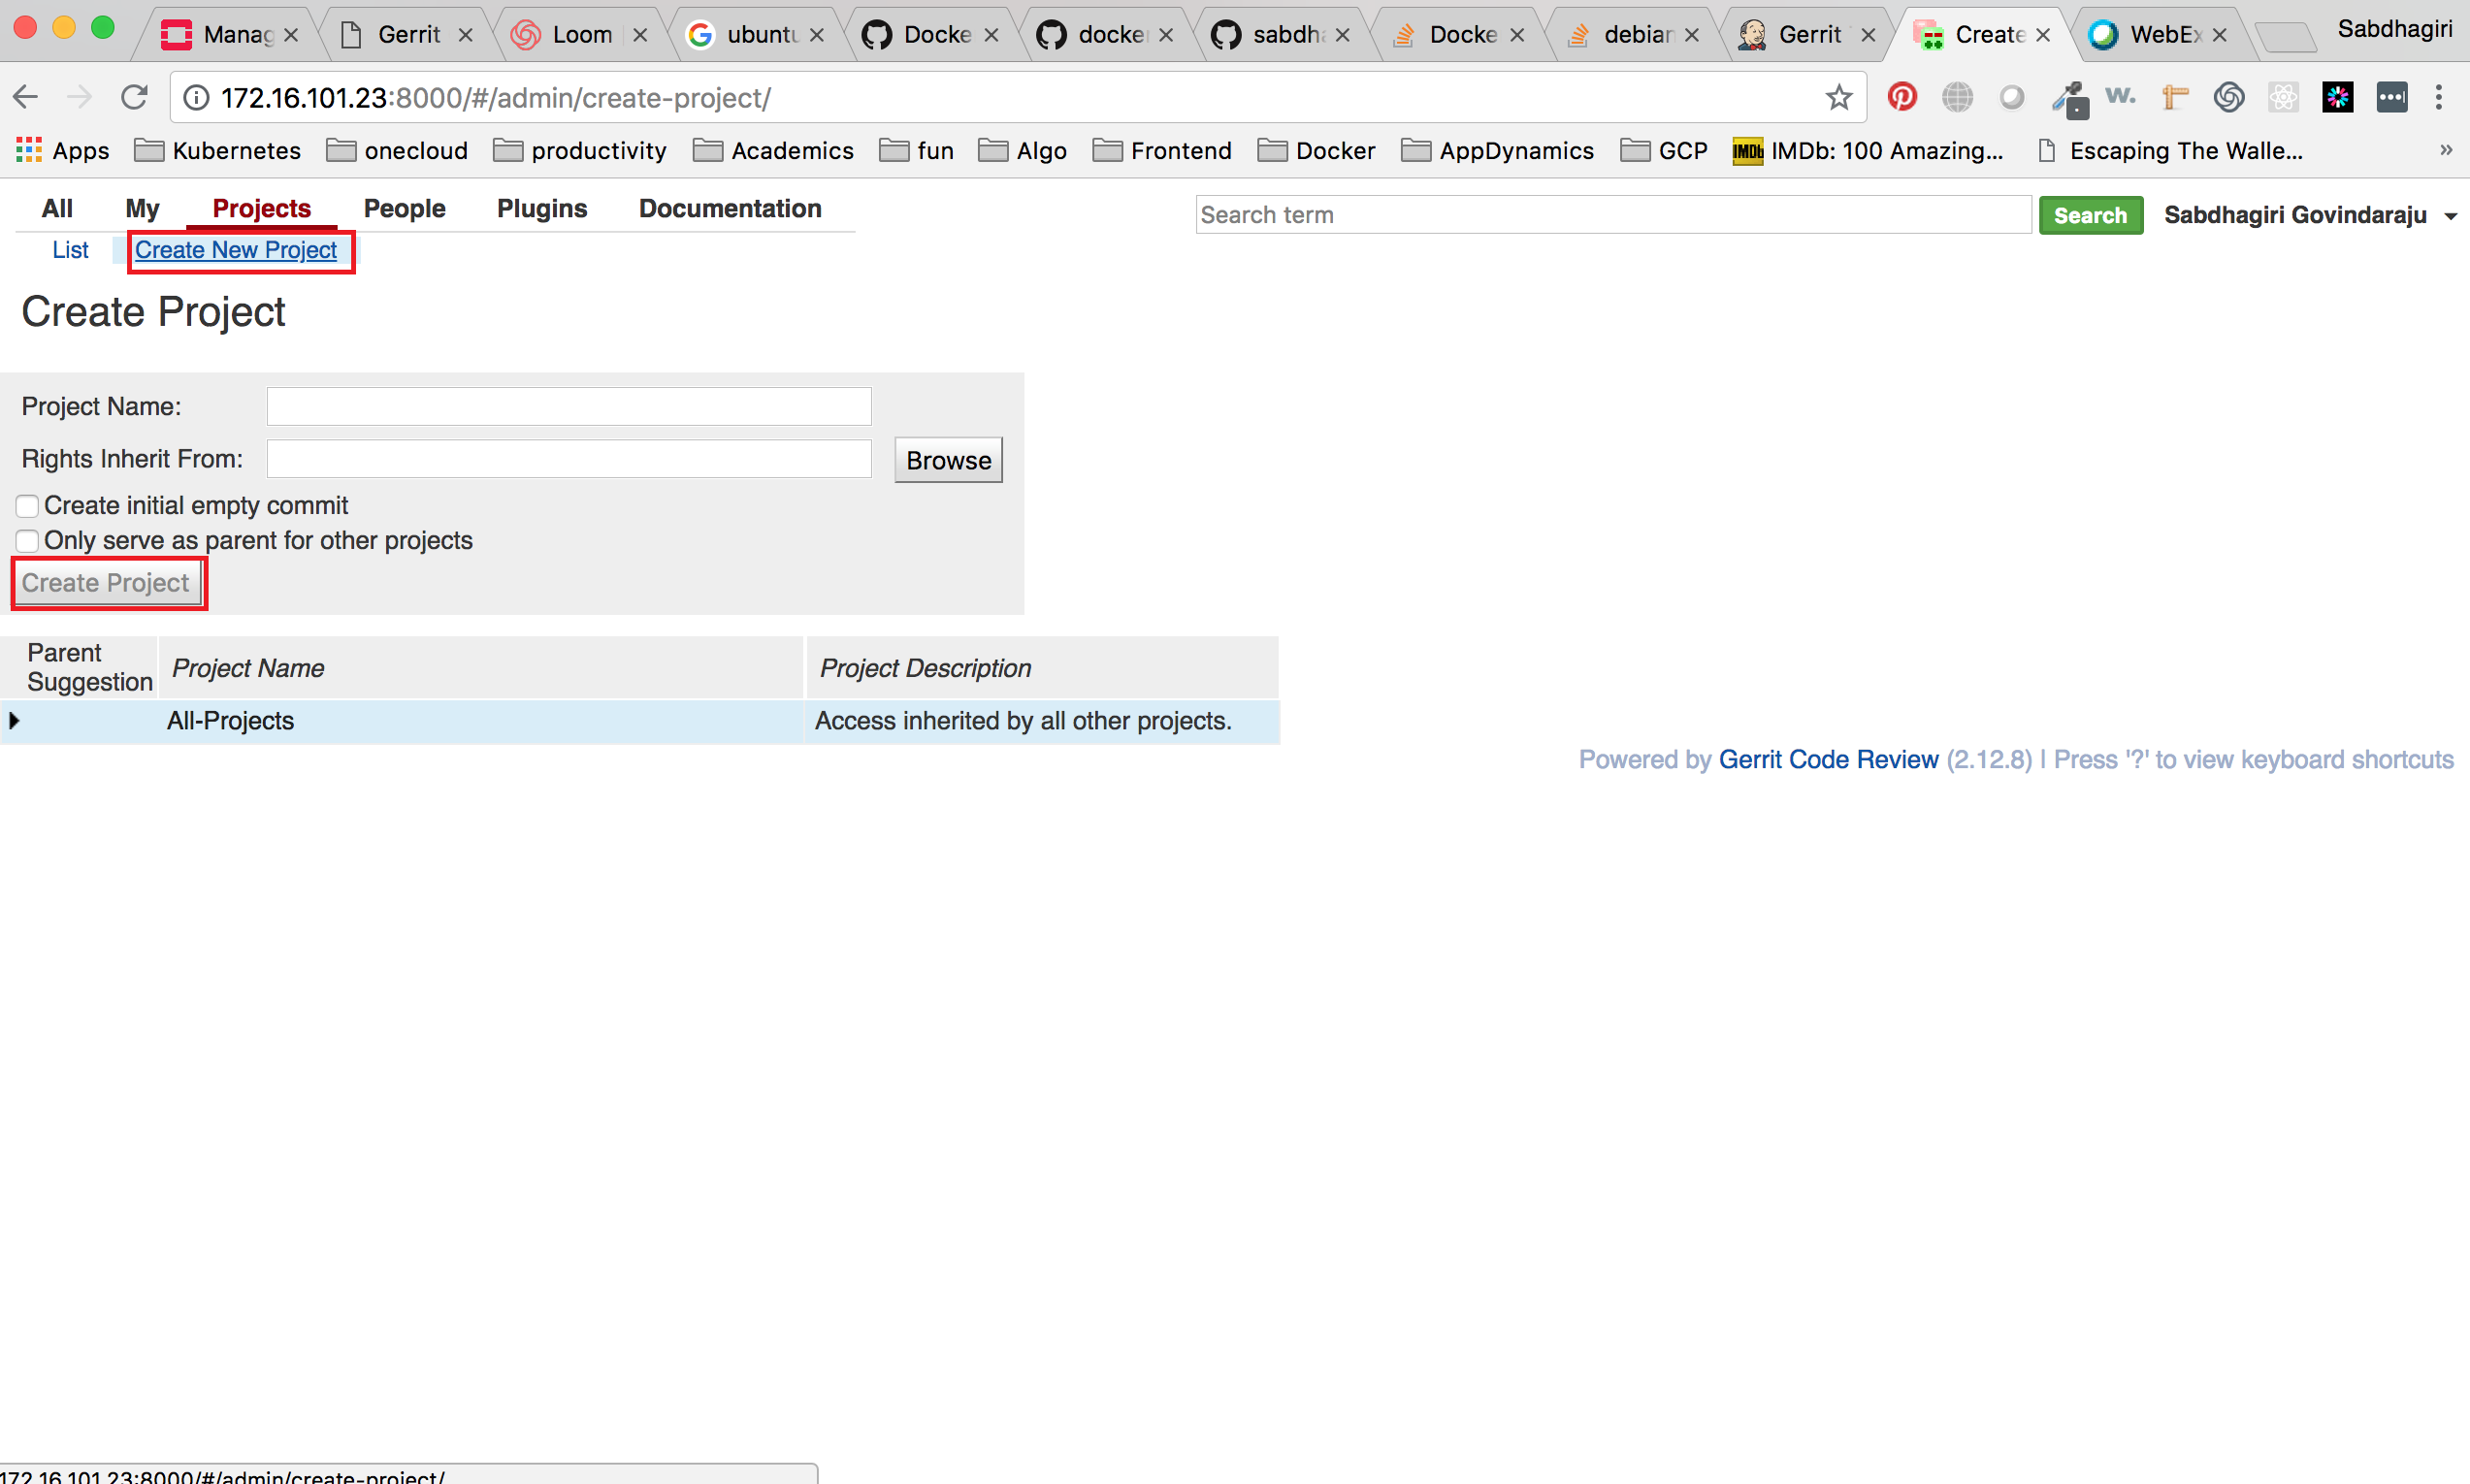 Manag Gerrit Loom ubuntu Docke docker sabdha Docke debian Gerrit Create WebEx Sabdhagiri
172.16.101.23:8000/#/admin/create-project/ w.
Apps Kubernetes onecloud productivity Academics fun Algo Frontend Docker AppDynamics GCP IMDb IMDb: 100 Amazing... Escaping The Walle... »
All My Projects People Plugins Documentation Search term Search Sabdhagiri Govindaraju
List Create New Project
Create Project
Project Name:
Rights Inherit From: Browse
Create initial empty commit
Only serve as parent for other projects
Create Project
Parent Suggestion Project Name Project Description
All-Projects Access inherited by all other projects.
Powered by Gerrit Code Review (2.12.8) | Press '?' to view keyboard shortcuts
172.16.101.23:8000/#/admin/create-project/